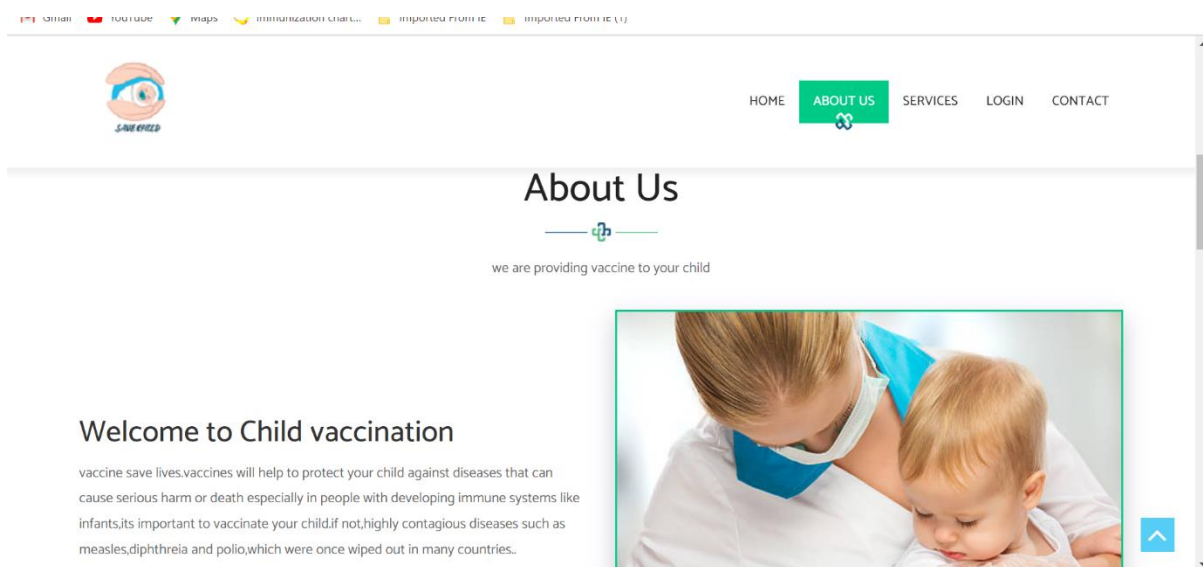 Gmail YouTube Maps Immunization chart... Imported From IE Imported From IE (1)
SAVE CHILD
HOME ABOUT US SERVICES LOGIN CONTACT
About Us
we are providing vaccine to your child
Welcome to Child vaccination
vaccine save lives.vaccines will help to protect your child against diseases that can
cause serious harm or death especially in people with developing immune systems like
infants,its important to vaccinate your child.if not,highly contagious diseases such as
measles,diphthreia and polio,which were once wiped out in many countries..